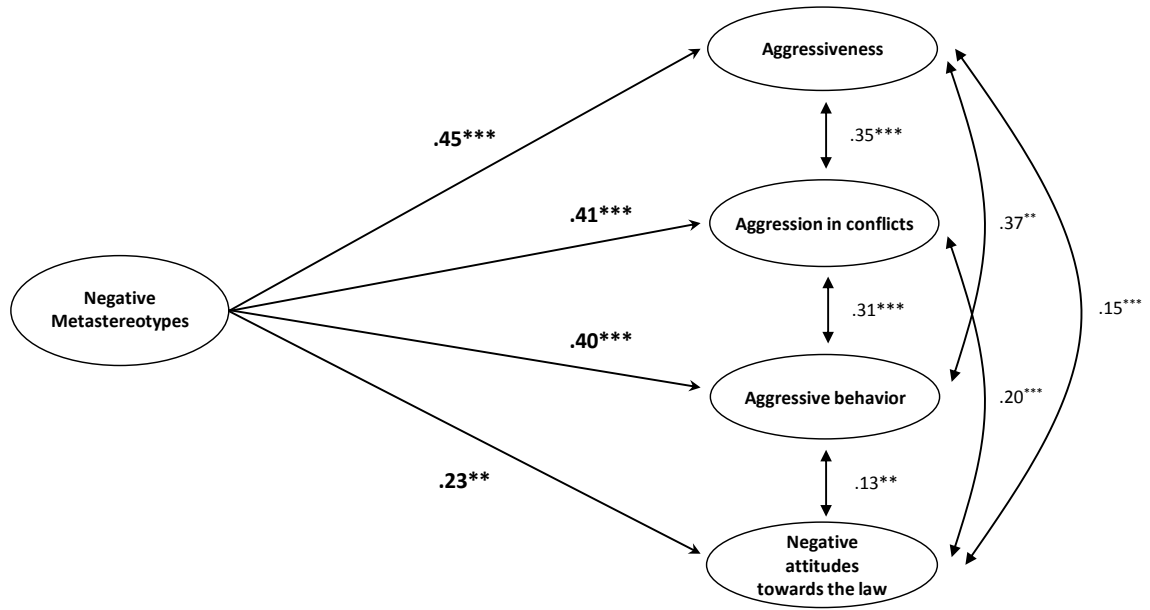 Aggressiveness
.45***
.35***
.41***
Aggression in conflicts
.37**
Negative
Metastereotypes
.31***
.15***
.40***
Aggressive behavior
.20***
.23**
.13**
Negative
attitudes
towards the law